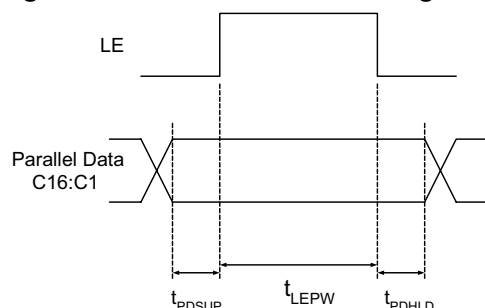 LE
Parallel Data
C16:C1
tPDSUP
tLEPW
tPDHLD